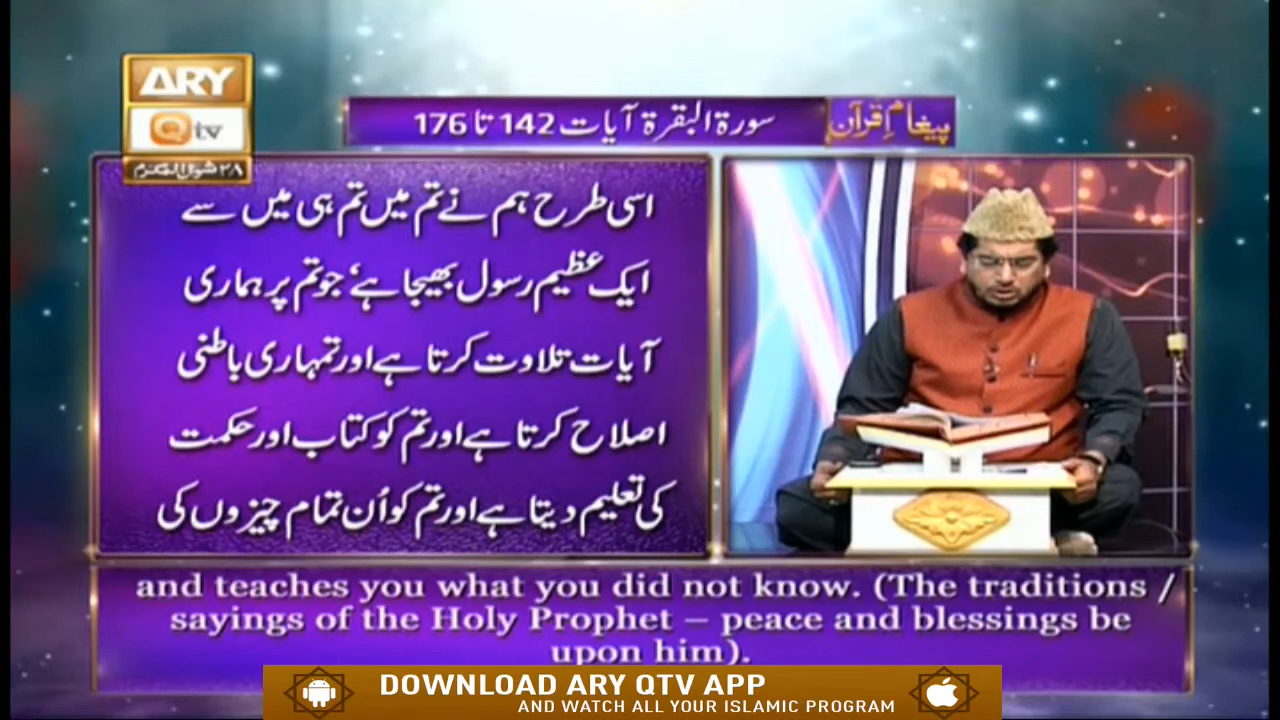 ARY
Qtv
۲۸ شوال المکرم
پیغامِ قرآن
سورۃ البقرۃ آیات 142 تا 176
اسی طرح ہم نے تم میں تم ہی میں سے
ایک عظیم رسول بھیجا ہے‘ جو تم پر ہماری
آیات تلاوت کرتا ہے اور تمہاری باطنی
اصلاح کرتا ہے اور تم کو کتاب اور حکمت
کی تعلیم دیتا ہے اور تم کو اُن تمام چیزوں کی
and teaches you what you did not know. (The traditions /
sayings of the Holy Prophet – peace and blessings be
upon him).
DOWNLOAD ARY QTV APP
AND WATCH ALL YOUR ISLAMIC PROGRAM